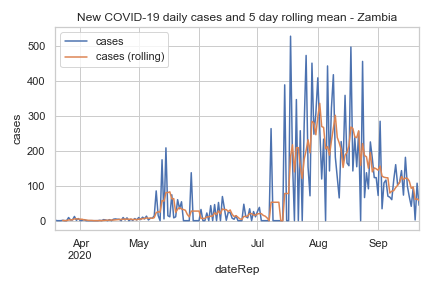 New COVID-19 daily cases and 5 day rolling mean - Zambia
cases
cases (rolling)
500
400
300
200
100
0
cases
Apr
2020
May
Jun
Jul
Aug
Sep
dateRep